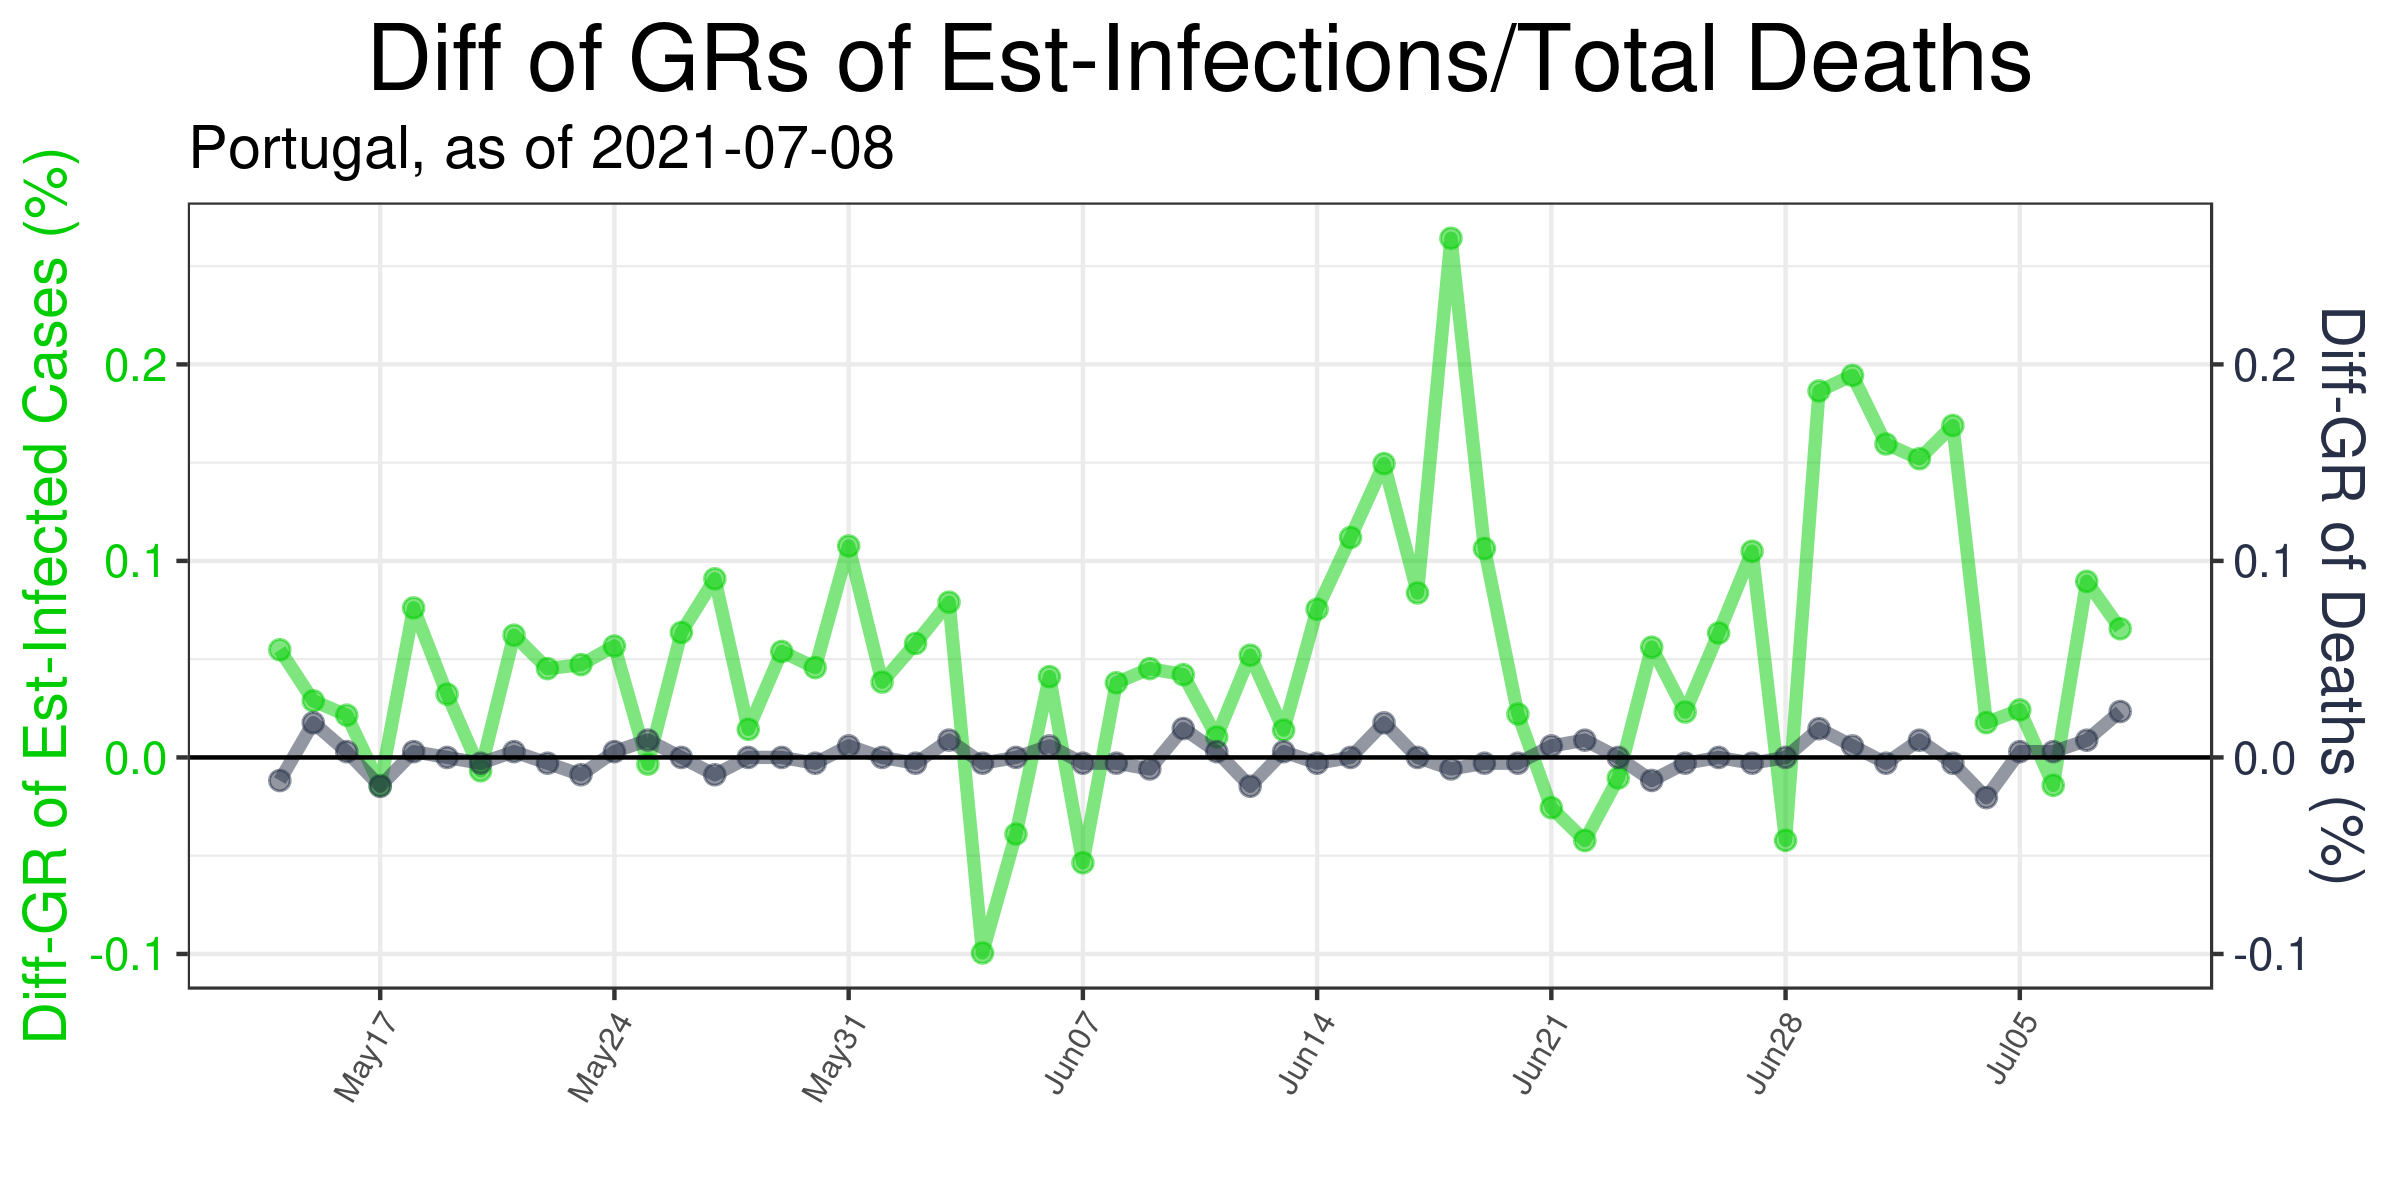 Diff of GRs of Est-Infections/Total Deaths
Portugal, as of 2021-07-08
Diff-GR of Est-Infected Cases (%)
0.2
0.1
0.0
-0.1
0.2
0.1
0.0
-0.1
Diff-GR of Deaths (%)
May17
May24
May31
Jun07
Jun14
Jun21
Jun28
Jul05